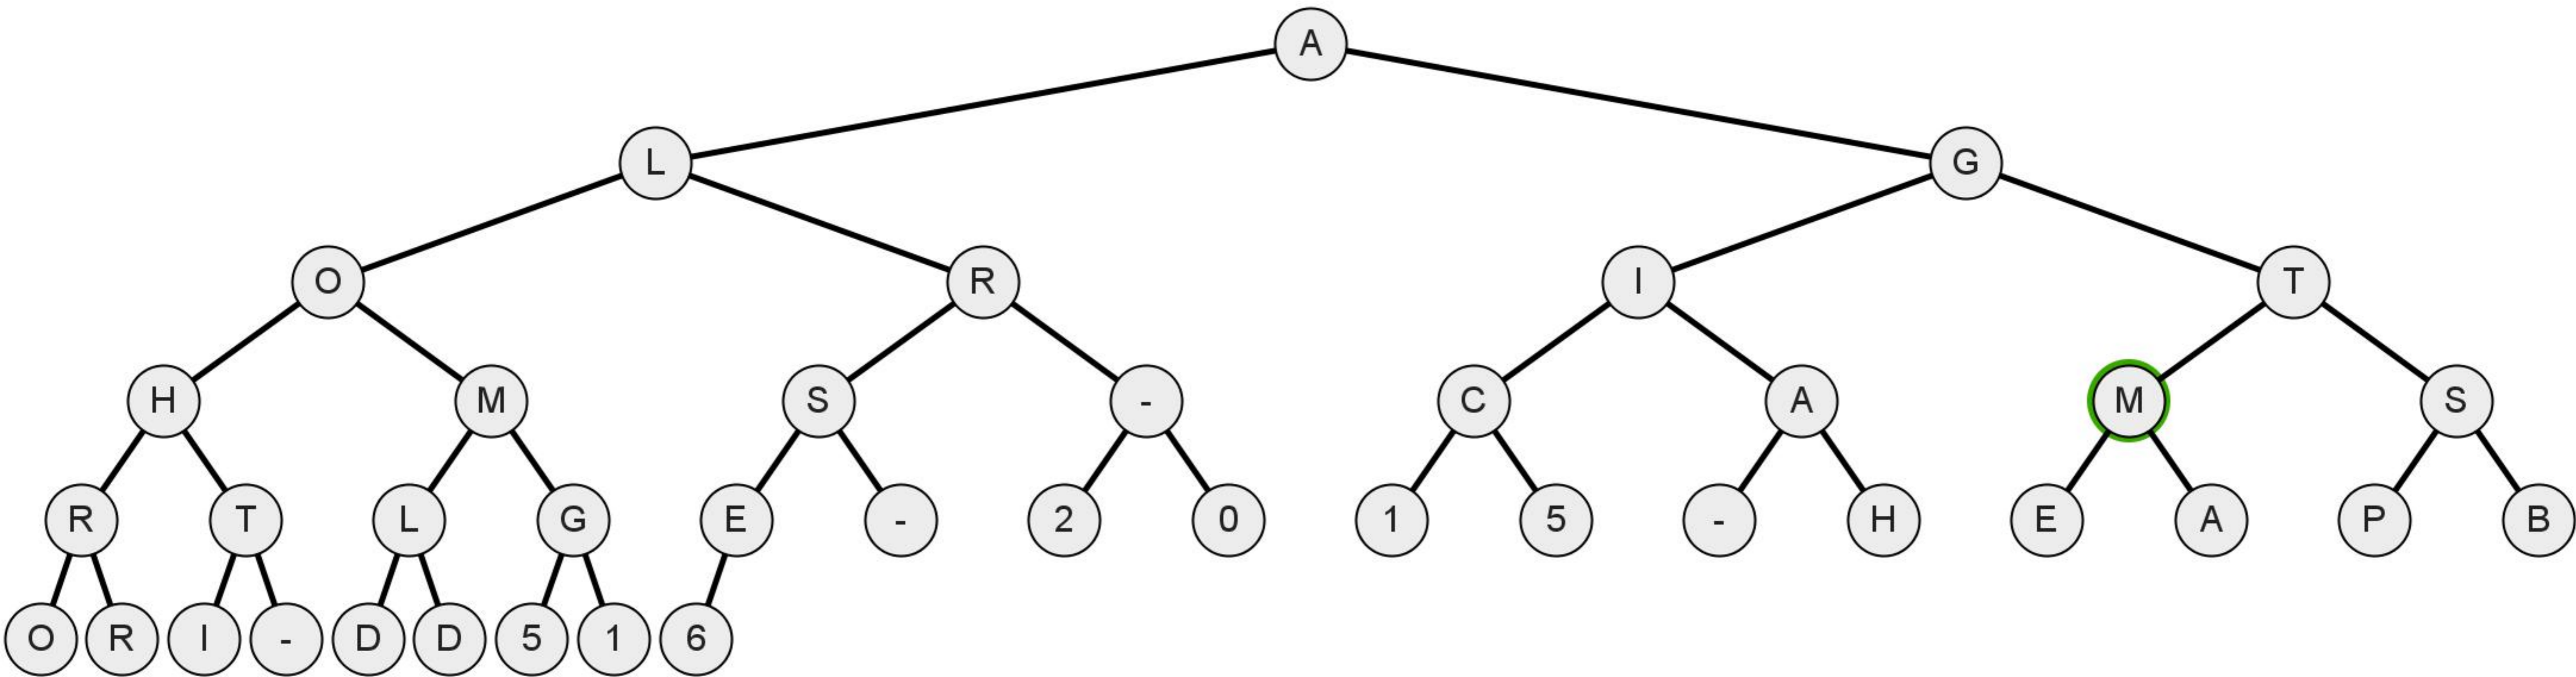 A
L G
O R I T
H M S - C A M S
R T L G E - 2 0 1 5 - H E A P B
O R I - D D 5 1 6